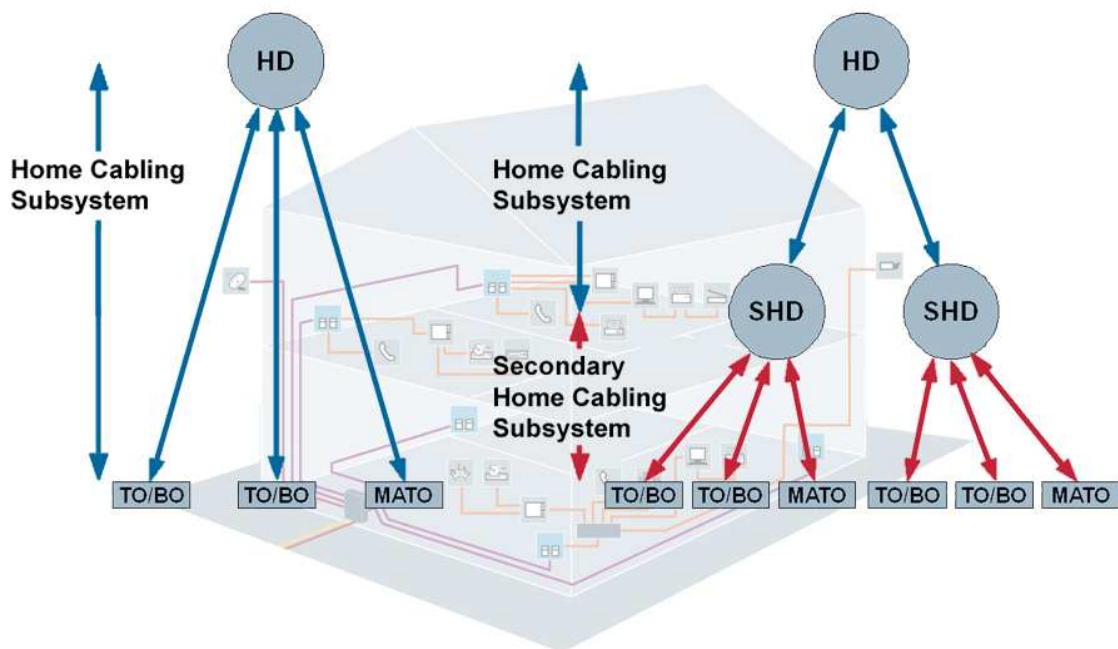 HD
HD
Home Cabling
Subsystem
Home Cabling
Subsystem
SHD
SHD
Secondary
Home Cabling
Subsystem
TO/BO
TO/BO
MATO
TO/BO
TO/BO
MATO
TO/BO
TO/BO
MATO